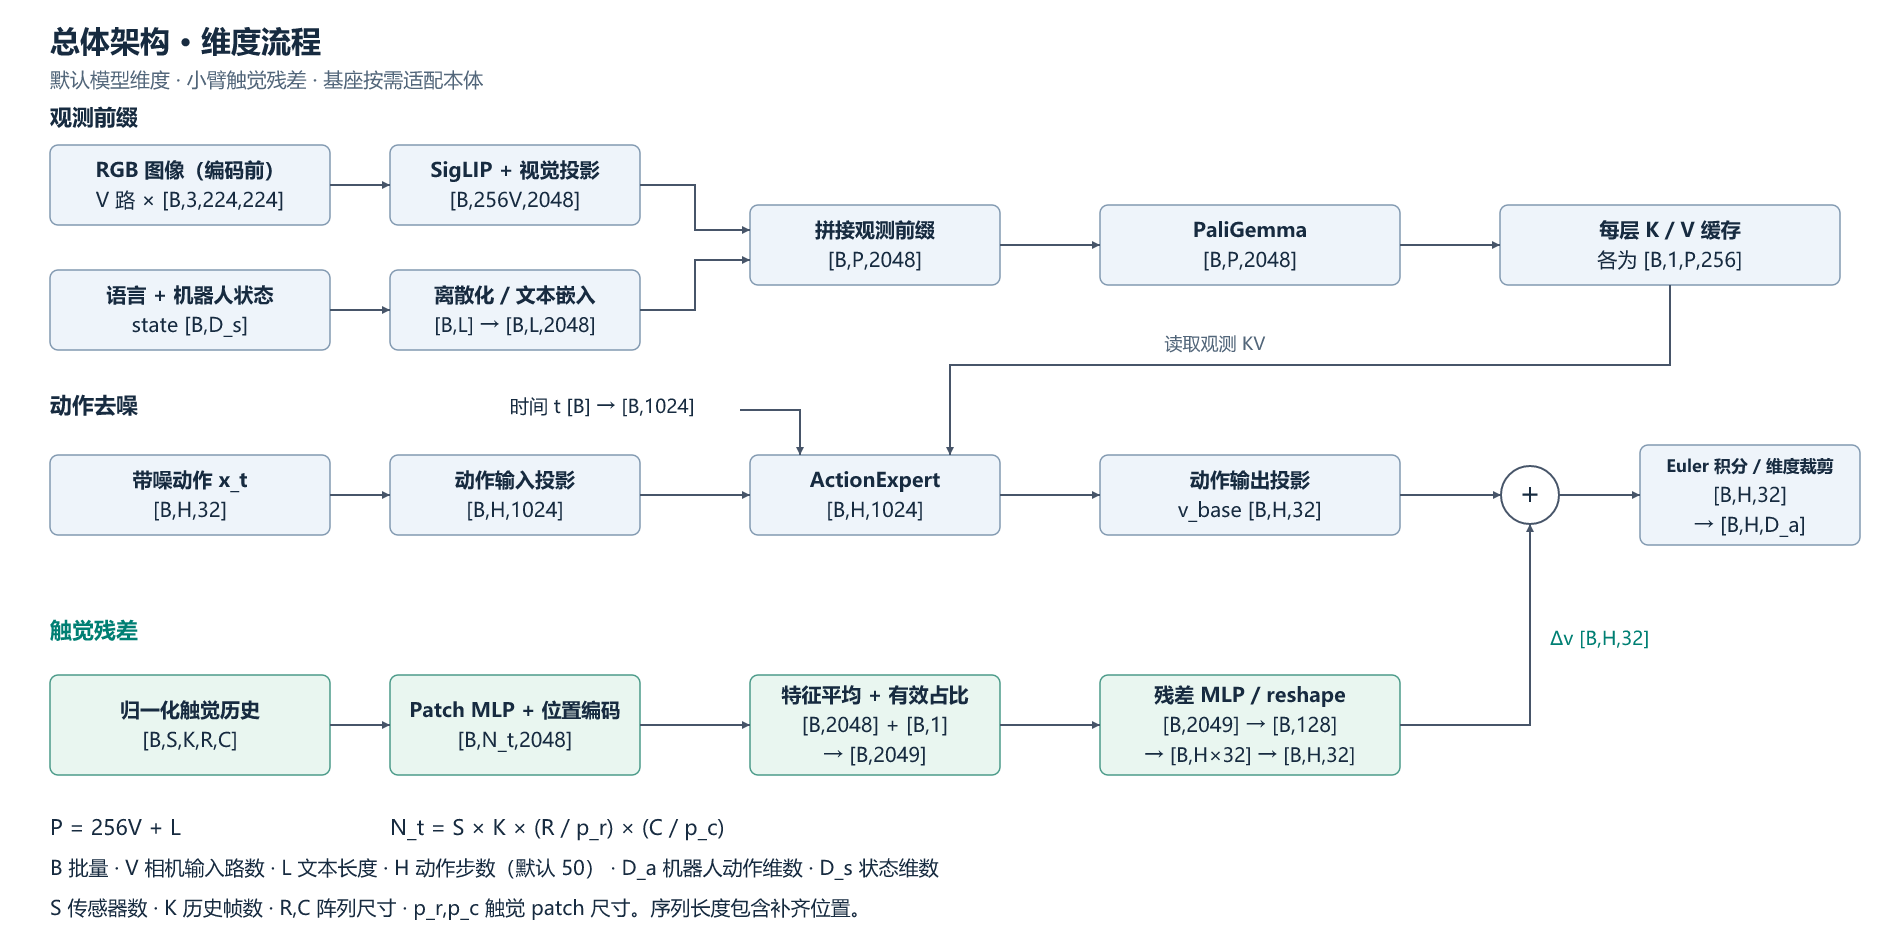 总体架构 · 维度流程
默认模型维度 · 小臂触觉残差 · 基座按需适配本体
观测前缀
RGB 图像（编码前）
V 路 × [B,3,224,224]
SigLIP + 视觉投影
[B,256V,2048]
语言 + 机器人状态
state [B,D_s]
离散化 / 文本嵌入
[B,L] → [B,L,2048]
拼接观测前缀
[B,P,2048]
PaliGemma
[B,P,2048]
每层 K / V 缓存
各为 [B,1,P,256]
读取观测 KV
动作去噪
时间 t [B] → [B,1024]
带噪动作 x_t
[B,H,32]
动作输入投影
[B,H,1024]
ActionExpert
[B,H,1024]
动作输出投影
v_base [B,H,32]
+
Euler 积分 / 维度裁剪
[B,H,32]
→ [B,H,D_a]
触觉残差
Δv [B,H,32]
归一化触觉历史
[B,S,K,R,C]
Patch MLP + 位置编码
[B,N_t,2048]
特征平均 + 有效占比
[B,2048] + [B,1]
→ [B,2049]
残差 MLP / reshape
[B,2049] → [B,128]
→ [B,H×32] → [B,H,32]
P = 256V + L
N_t = S × K × (R / p_r) × (C / p_c)
B 批量 · V 相机输入路数 · L 文本长度 · H 动作步数（默认 50） · D_a 机器人动作维数 · D_s 状态维数
S 传感器数 · K 历史帧数 · R,C 阵列尺寸 · p_r,p_c 触觉 patch 尺寸。序列长度包含补齐位置。